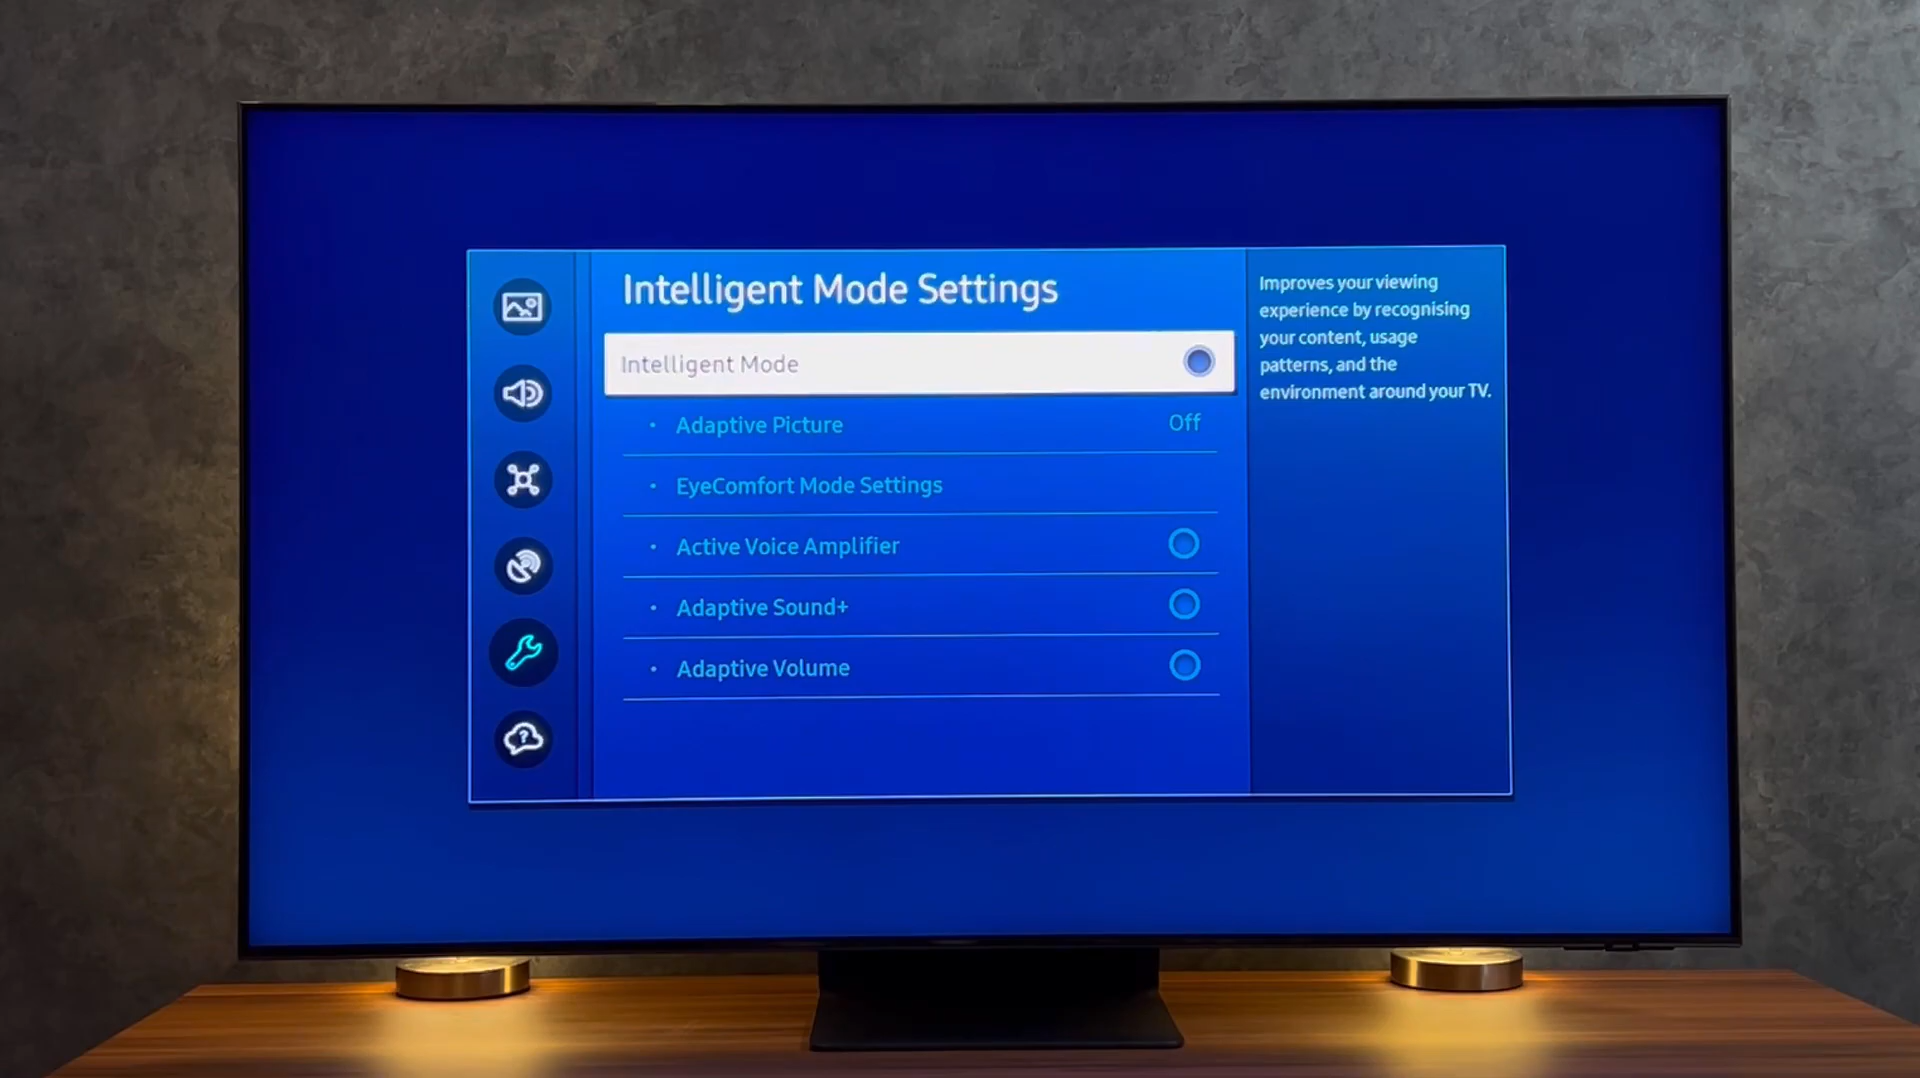 Intelligent Mode Settings
Intelligent Mode
Adaptive Picture Off
EyeComfort Mode Settings
Active Voice Amplifier
Adaptive Sound+
Adaptive Volume
Improves your viewing
experience by recognising
your content, usage
patterns, and the
environment around your TV.
?